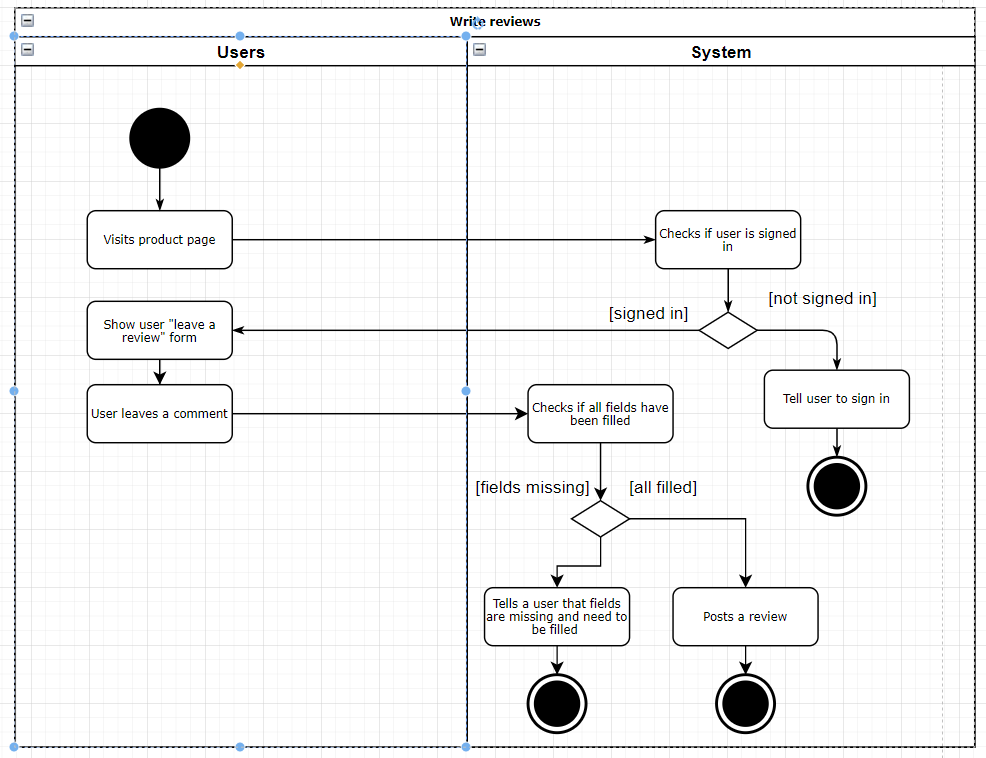 Write reviews
Users
System
Visits product page
Checks if user is signed
in
[not signed in]
[signed in]
Show user "leave a
review" form
Tell user to sign in
User leaves a comment
Checks if all fields have
been filled
[fields missing]
[all filled]
Tells a user that fields
are missing and need to
be filled
Posts a review